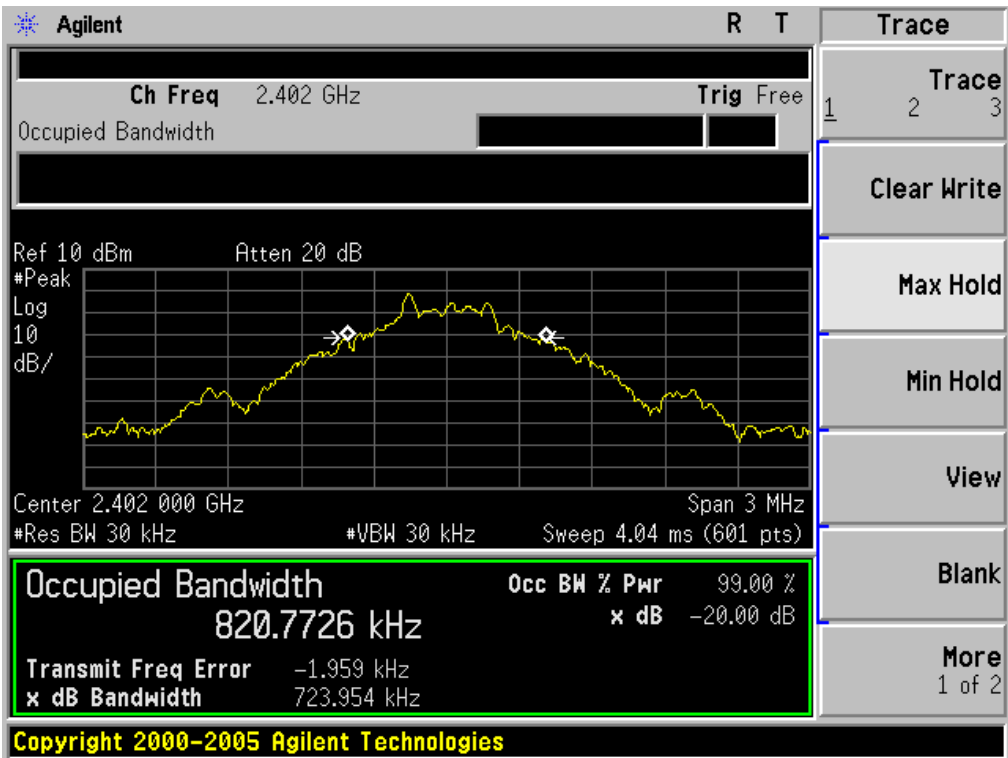 Agilent R T Trace
Ch Freq 2.402 GHz Trig Free
Occupied Bandwidth
Trace
1 2 3
Clear Write
Max Hold
Min Hold
View
Blank
More
1 of 2
Ref 10 dBm Atten 20 dB
#Peak
Log
10
dB/
Center 2.402 000 GHz Span 3 MHz
#Res BW 30 kHz #VBW 30 kHz Sweep 4.04 ms (601 pts)
Occupied Bandwidth Occ BW % Pwr 99.00 %
820.7726 kHz x dB -20.00 dB
Transmit Freq Error -1.959 kHz
x dB Bandwidth 723.954 kHz
Copyright 2000-2005 Agilent Technologies